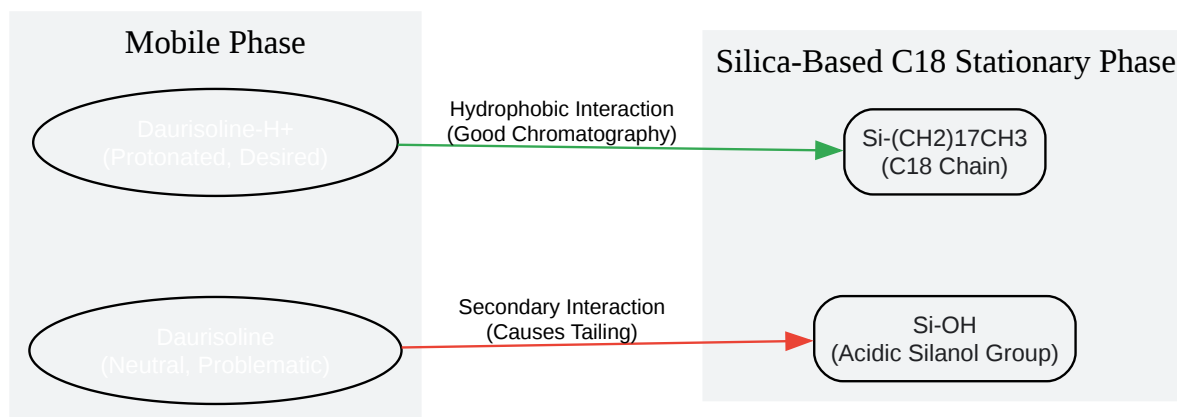 Mobile Phase
Silica-Based C18 Stationary Phase
Daurisoline-H+
(Protonated, Desired)
Hydrophobic Interaction
(Good Chromatography)
Si-(CH2)17CH3
(C18 Chain)
Daurisoline
(Neutral, Problematic)
Secondary Interaction
(Causes Tailing)
Si-OH
(Acidic Silanol Group)